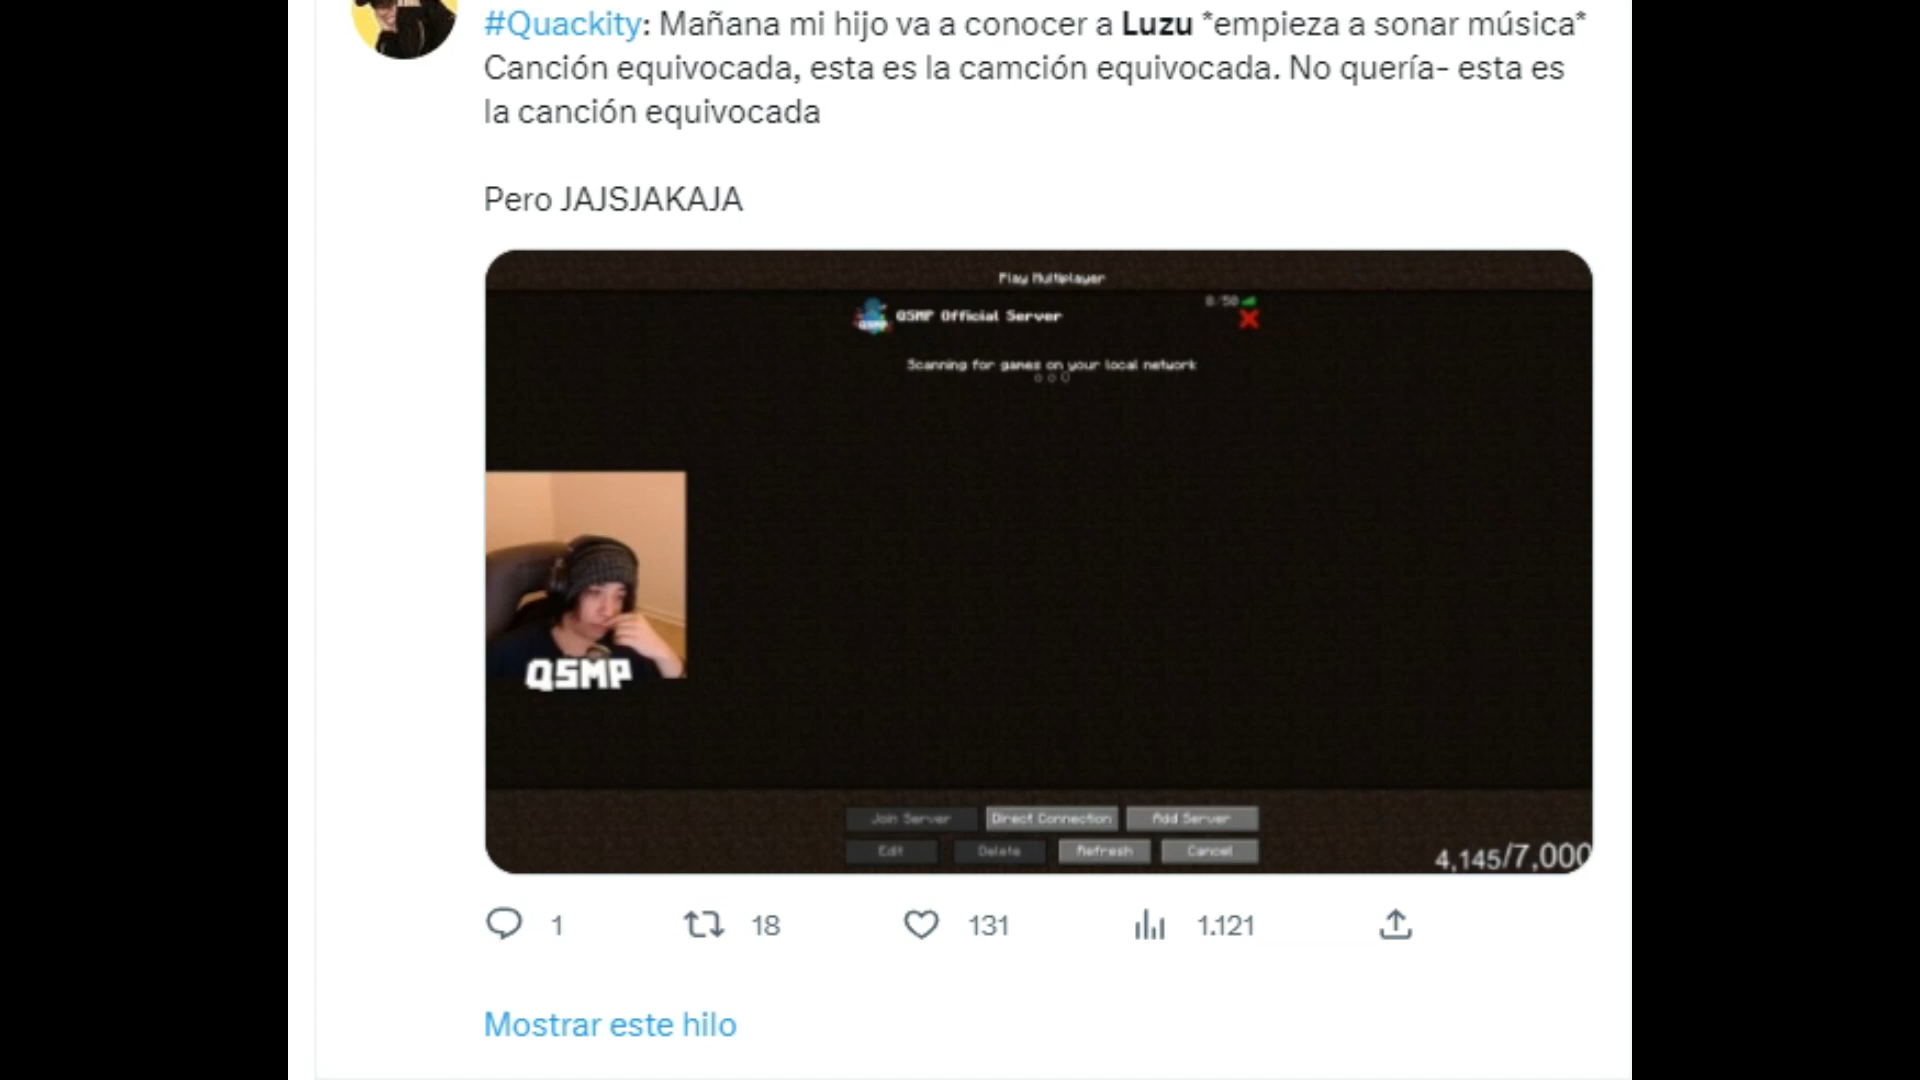 #Quackity: Mañana mi hijo va a conocer a Luzu *empieza a sonar música*
Canción equivocada, esta es la camción equivocada. No quería- esta es
la canción equivocada
Pero JAJSJAKAJA
Play Multiplayer
QSMP Official Server
8/50
QSMP
Scanning for games on your local network
o o O
QSMP
Join Server
Direct Connection
Add Server
Edit
Delete
Refresh
Cancel
4,145/7,000
1
18
131
1.121
Mostrar este hilo